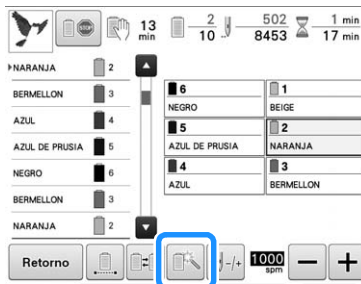 13 min
2
10
502
8453
1 min
17 min
NARANJA 2
BERMELLON 3
AZUL 4
AZUL DE PRUSIA 5
NEGRO 6
BERMELLON 3
NARANJA 2
6
NEGRO
1
BEIGE
5
AZUL DE PRUSIA
2
NARANJA
4
AZUL
3
BERMELLON
Retorno
-/+
1000
spm
− +